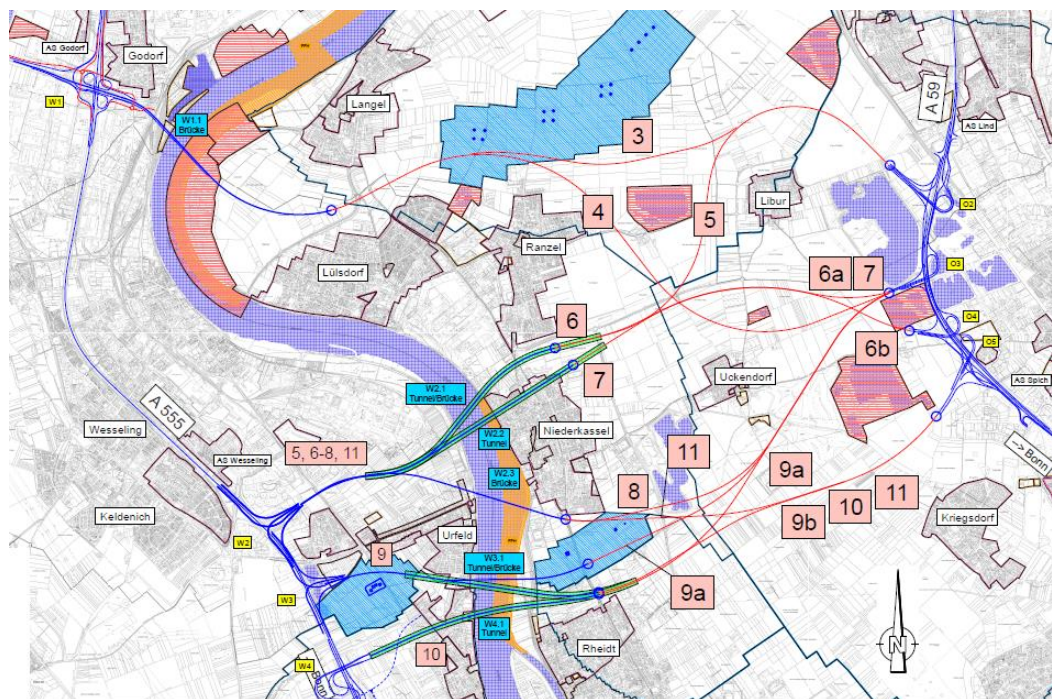 AS Godorf
Godorf
W1
W1.1
Brücke
Langel
3
A 59
AS Lind
Libur
O2
4
5
Ranzel
Lülsdorf
6a
7
O3
O4
O5
6b
6
7
AS Spich
Uckendorf
W2.1
Tunnel/Brücke
A 555
Wesseling
W2.2
Tunnel
Niederkassel
5, 6-8, 11
AS Wesseling
W2.3
Brücke
11
9a
--> Bonn
8
10
11
9b
Keldenich
Kriegsdorf
W2
Urfeld
9
W3.1
Tunnel/Brücke
W3
9a
W4.1
Tunnel
Rheidt
10
W4
N